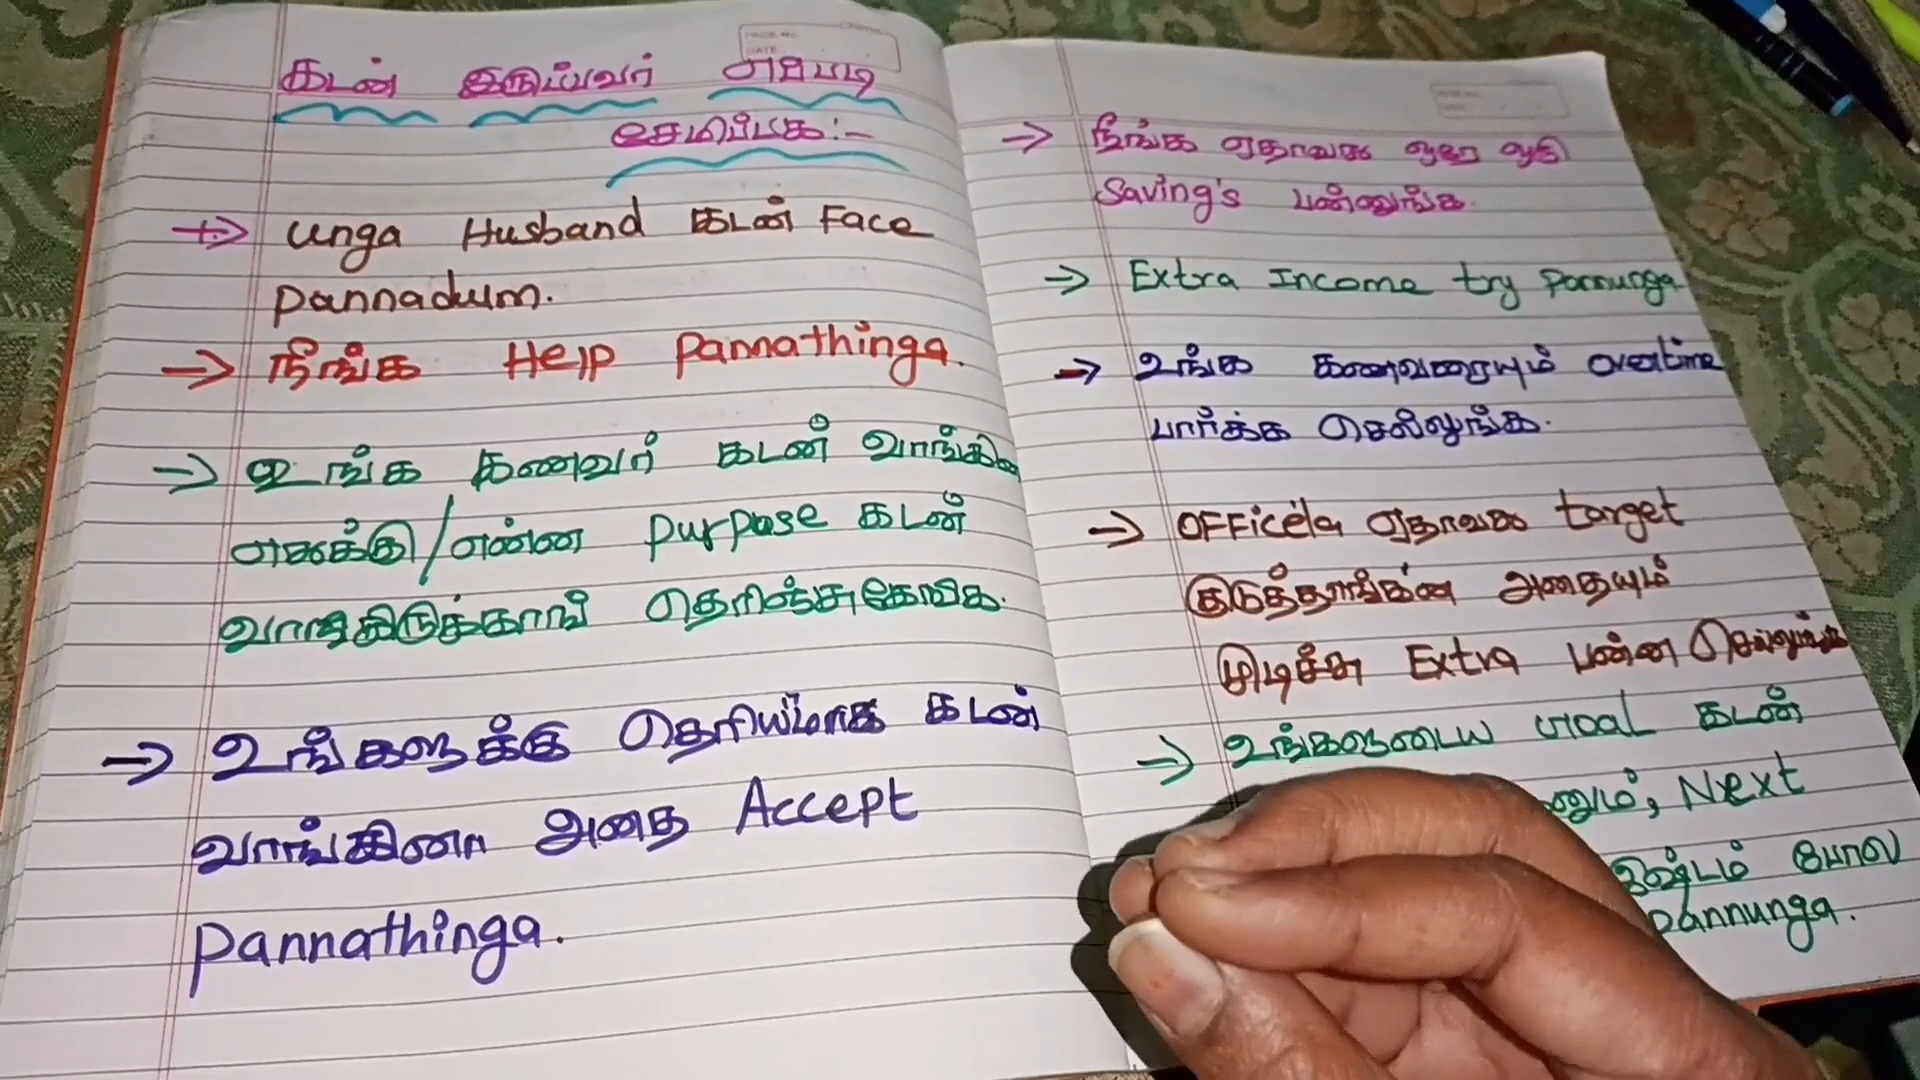 கடன் இருப்பவர் எப்படி
சேமிப்பது:-
→ unga Husband கடன் Face
pannadum.
→ நீங்க Help pannathinga.
→ உங்க கணவர் கடன் வாங்கின
எதுக்கு/என்ன purpose கடன்
தெரிஞ்சுகோங்க.
→ உங்களுக்கு தெரியாமல் கடன்
வாங்கினா அதை Accept
pannathinga.
→ நீங்க ஏதாவது ஒரு
Saving's பண்ணுங்க.
→ Extra Income try Pannunga
→ உங்க கணவரையும் overtime
பார்க்க சொல்லுங்க.
→ OFFicela ஏதாவது target
குடுத்தாங்கன்ன அதையும்
முடிச்சு Extra பண்ண சொல்லுங்க
→ உங்களுடைய goal கடன்
Next
இஷ்டம் போல
pannunga.